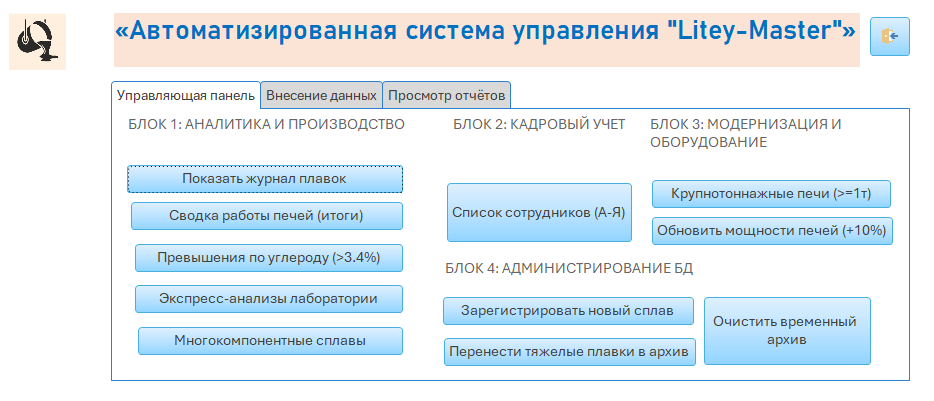 «Автоматизированная система управления "Litey-Master"»
Управляющая панель
Внесение данных
Просмотр отчётов
БЛОК 1: АНАЛИТИКА И ПРОИЗВОДСТВО
Показать журнал плавок
Сводка работы печей (итоги)
Превышения по углероду (>3.4%)
Экспресс-анализы лаборатории
Многокомпонентные сплавы
БЛОК 2: КАДРОВЫЙ УЧЕТ
Список сотрудников (А-Я)
БЛОК 3: МОДЕРНИЗАЦИЯ И
ОБОРУДОВАНИЕ
Крупнотоннажные печи (>=1т)
Обновить мощности печей (+10%)
БЛОК 4: АДМИНИСТРИРОВАНИЕ БД
Зарегистрировать новый сплав
Перенести тяжелые плавки в архив
Очистить временный
архив